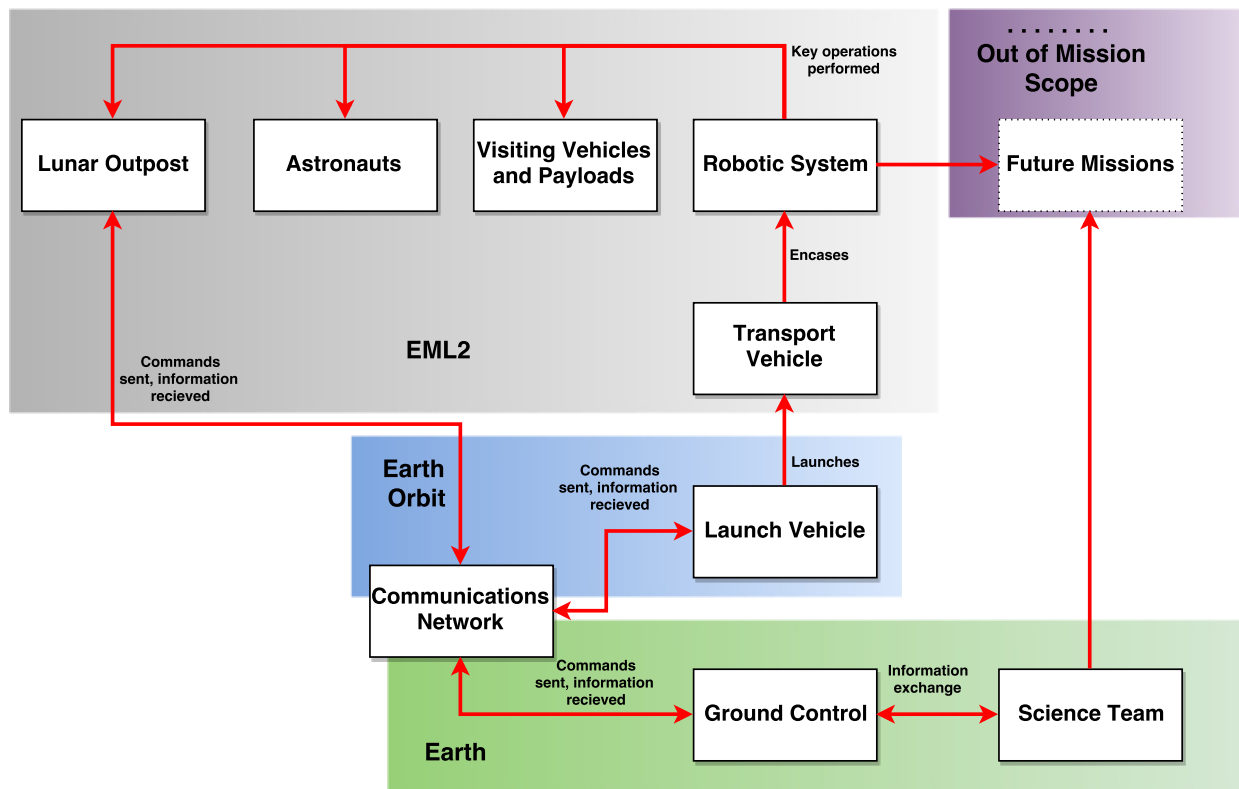 Key operations
performed
. . . . . . . .
Out of Mission
Scope
Lunar Outpost
Astronauts
Visiting Vehicles
and Payloads
Robotic System
Future Missions
Encases
Transport
Vehicle
EML2
Commands
sent, information
recieved
Earth
Orbit
Commands
sent, information
recieved
Launches
Launch Vehicle
Communications
Network
Commands
sent, information
recieved
Ground Control
Information
exchange
Science Team
Earth